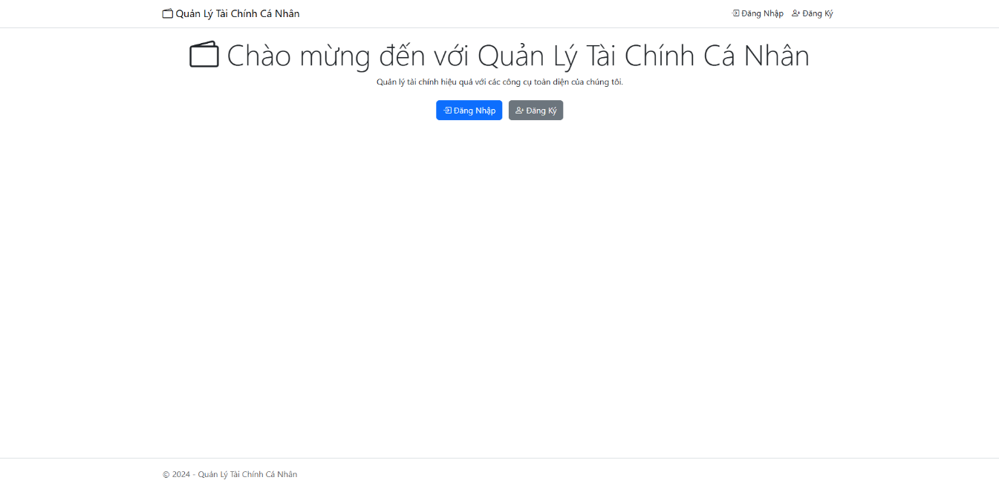 Quản Lý Tài Chính Cá Nhân
Đăng Nhập Đăng Ký
Chào mừng đến với Quản Lý Tài Chính Cá Nhân
Quản lý tài chính hiệu quả với các công cụ toàn diện của chúng tôi.
Đăng Nhập Đăng Ký
© 2024 - Quản Lý Tài Chính Cá Nhân